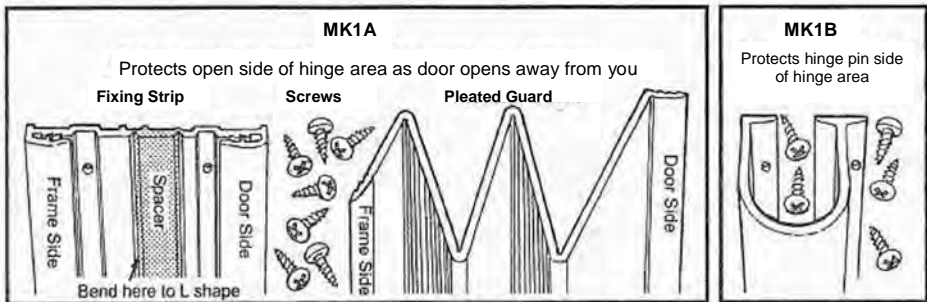 MK1A
Protects open side of hinge area as door opens away from you
Fixing Strip
Screws
Pleated Guard
Frame Side
Spacer
Door Side
Bend here to L shape
Frame Side
Door Side
MK1B
Protects hinge pin side
of hinge area